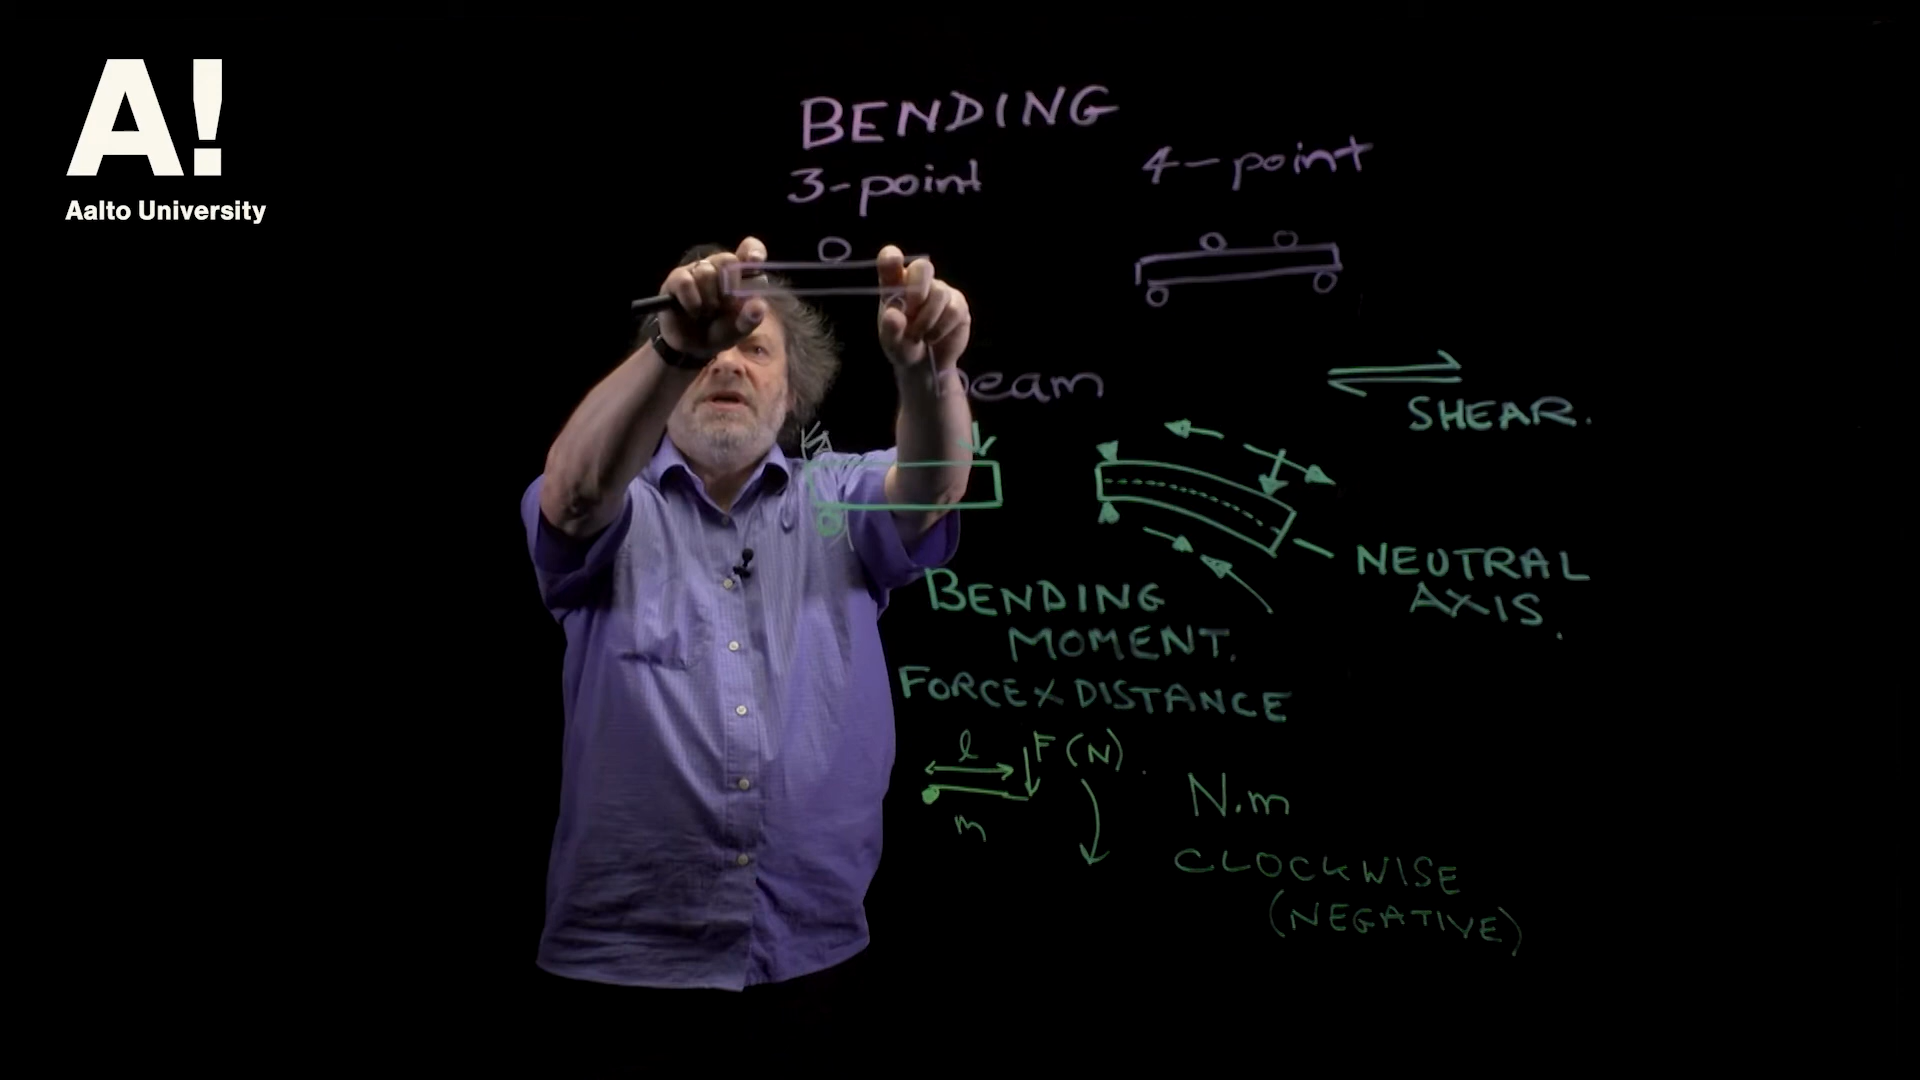 A!
Aalto University
BENDING
3-point
4-point
beam
SHEAR.
NEUTRAL
AXIS.
BENDING
MOMENT.
FORCE X DISTANCE
l
F (N).
m
N.m
CLOCKWISE
(NEGATIVE)